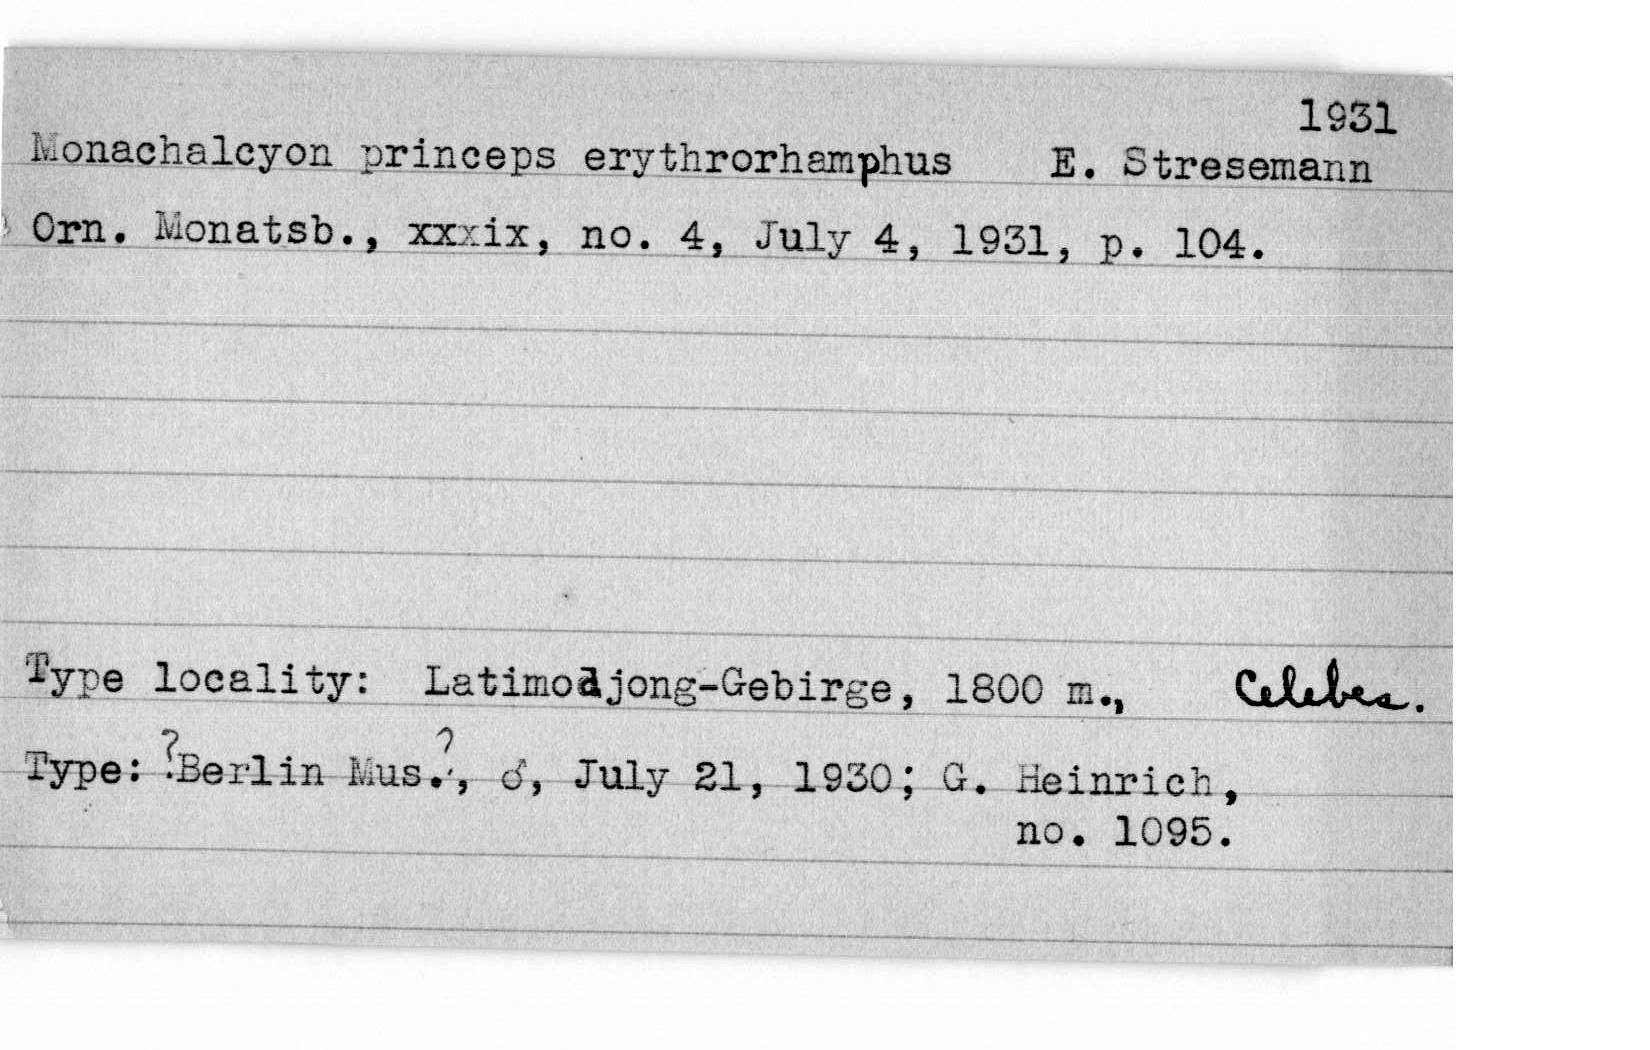 1931
Monachalcyon princeps erythrorhamphus E. Stresemann
Orn. Monatsb., xxxix, no. 4, July 4, 1931, p. 104.
Type locality: Latimodjong-Gebirge, 1800 m., Celebes.
Type: ?Berlin Mus.?, ♂, July 21, 1930; G. Heinrich,
no. 1095.